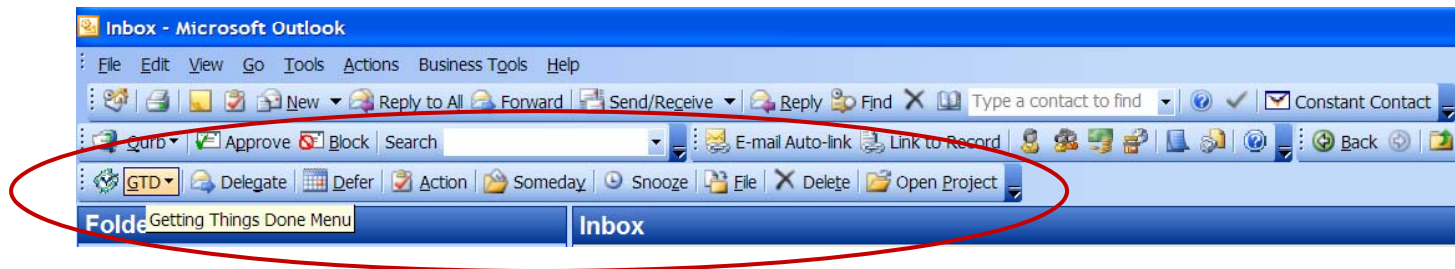 Inbox - Microsoft Outlook
File Edit View Go Tools Actions Business Tools Help
New Reply to All Forward Send/Receive Reply Find Type a contact to find Constant Contact
Qurb Approve Block Search E-mail Auto-link Link to Record Back
GTD Delegate Defer Action Someday Snooze File Delete Open Project
Folde Getting Things Done Menu Inbox